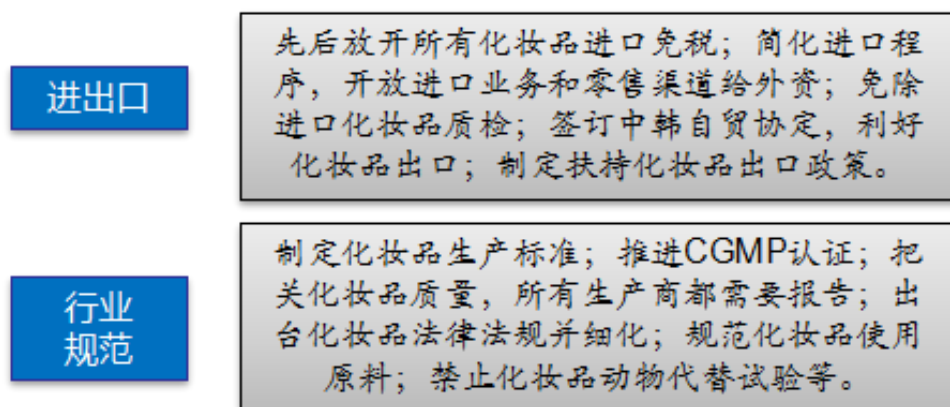 进出口
先后放开所有化妆品进口免税；简化进口程
序，开放进口业务和零售渠道给外资；免除
进口化妆品质检；签订中韩自贸协定，利好
化妆品出口；制定扶持化妆品出口政策。
行业
规范
制定化妆品生产标准；推进CGMP认证；把
关化妆品质量，所有生产商都需要报告；出
台化妆品法律法规并细化；规范化妆品使用
原料；禁止化妆品动物代替试验等。